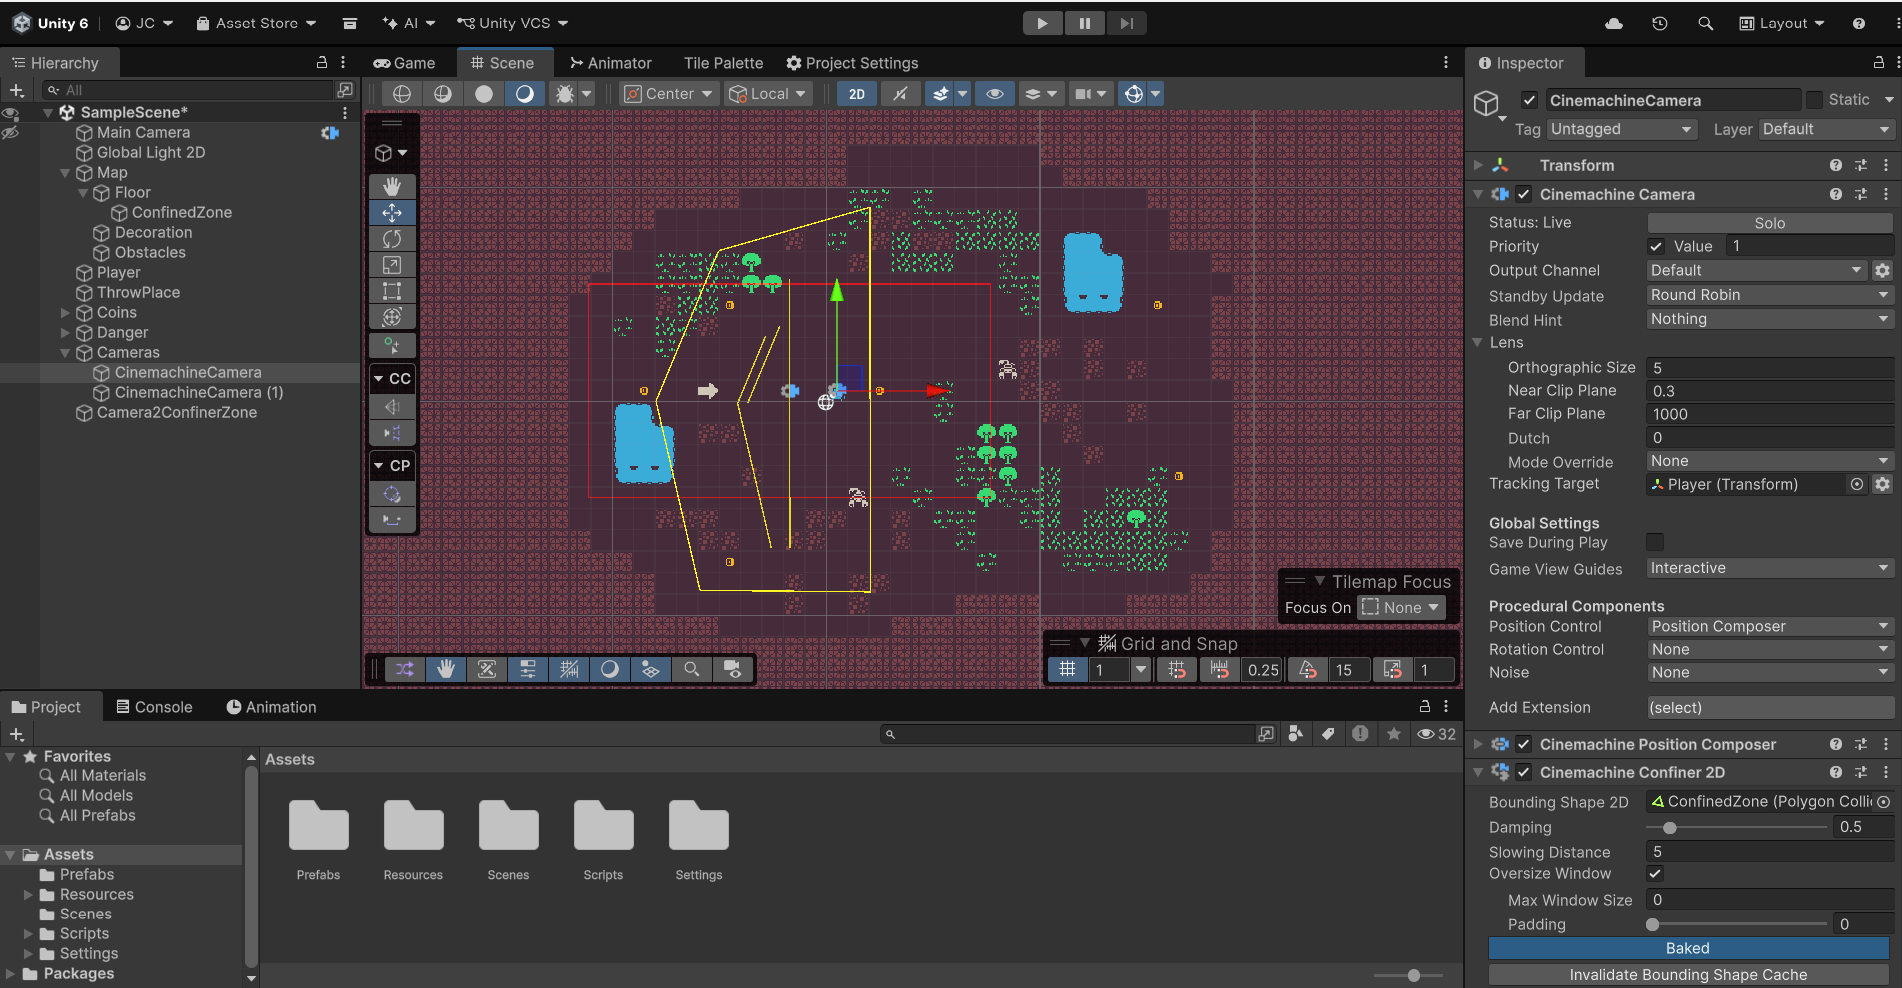 Unity 6 JC Asset Store AI Unity VCS Layout
Hierarchy
All
SampleScene*
Main Camera
Global Light 2D
Map
Floor
ConfinedZone
Decoration
Obstacles
Player
ThrowPlace
Coins
Danger
Cameras
CinemachineCamera
CinemachineCamera (1)
Camera2ConfinerZone
Game Scene Animator Tile Palette Project Settings
Center Local 2D
CC
CP
Tilemap Focus
Focus On None
Grid and Snap
1 0.25 15 1
Inspector
CinemachineCamera Static
Tag Untagged Layer Default
Transform
Cinemachine Camera
Status: Live Solo
Priority Value 1
Output Channel Default
Standby Update Round Robin
Blend Hint Nothing
Lens
Orthographic Size 5
Near Clip Plane 0.3
Far Clip Plane 1000
Dutch 0
Mode Override None
Tracking Target Player (Transform)
Global Settings
Save During Play
Game View Guides Interactive
Procedural Components
Position Control Position Composer
Rotation Control None
Noise None
Add Extension (select)
Cinemachine Position Composer
Cinemachine Confiner 2D
Bounding Shape 2D ConfinedZone (Polygon Colli
Damping 0.5
Slowing Distance 5
Oversize Window
Max Window Size 0
Padding 0
Baked
Invalidate Bounding Shape Cache
Project Console Animation
32
Favorites
All Materials
All Models
All Prefabs
Assets
Prefabs
Resources
Scenes
Scripts
Settings
Packages
Assets
Prefabs Resources Scenes Scripts Settings